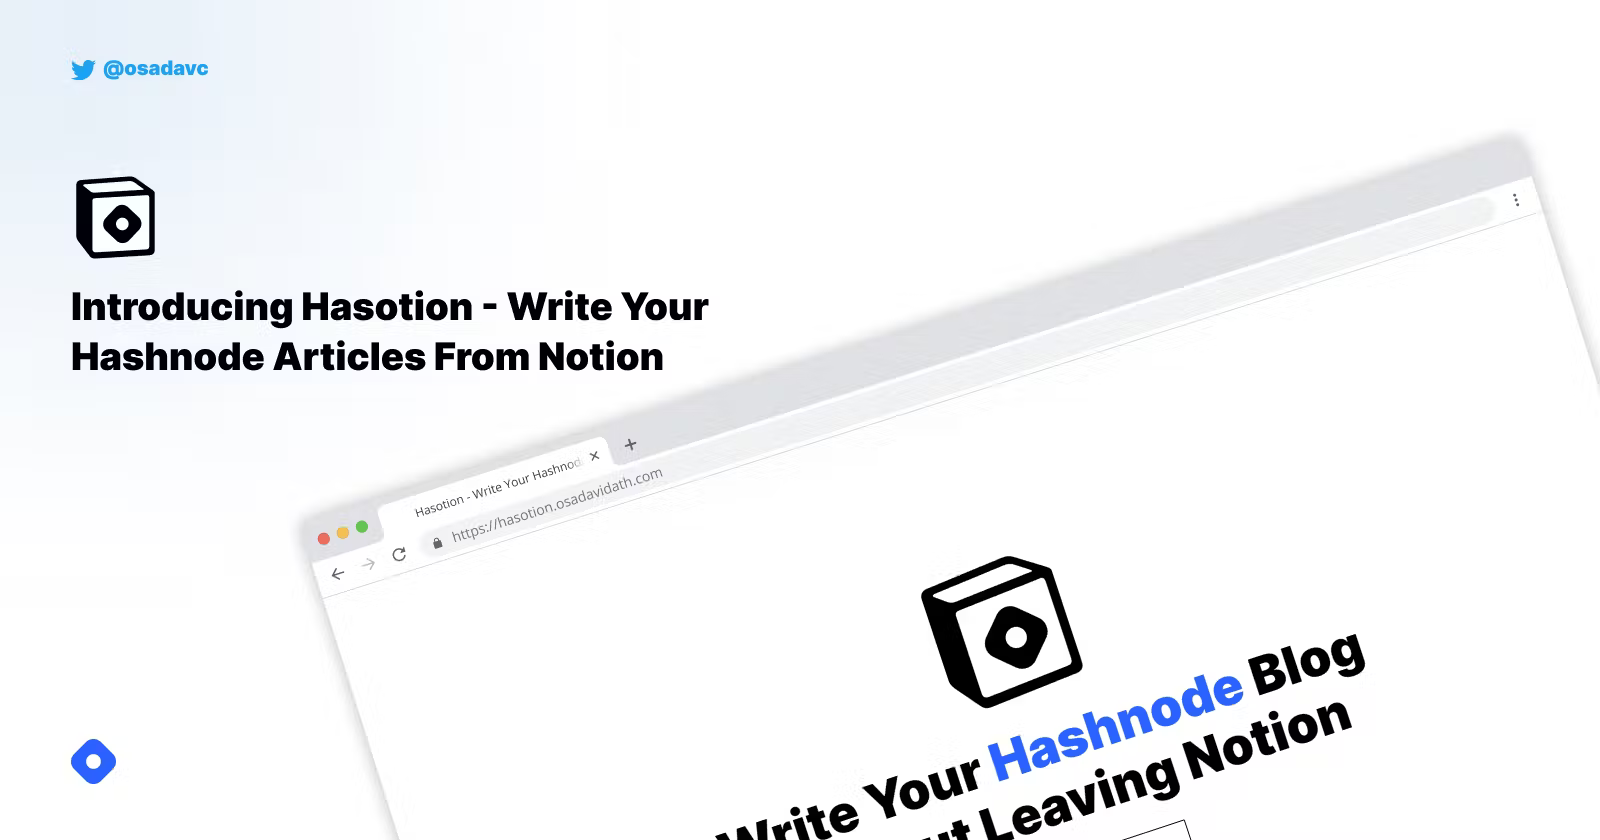 @osadavc
Introducing Hasotion - Write Your
Hashnode Articles From Notion
Hasotion - Write Your Hashnod
https://hasotion.osadavidath.com
Write Your Hashnode Blog
ut Leaving Notion